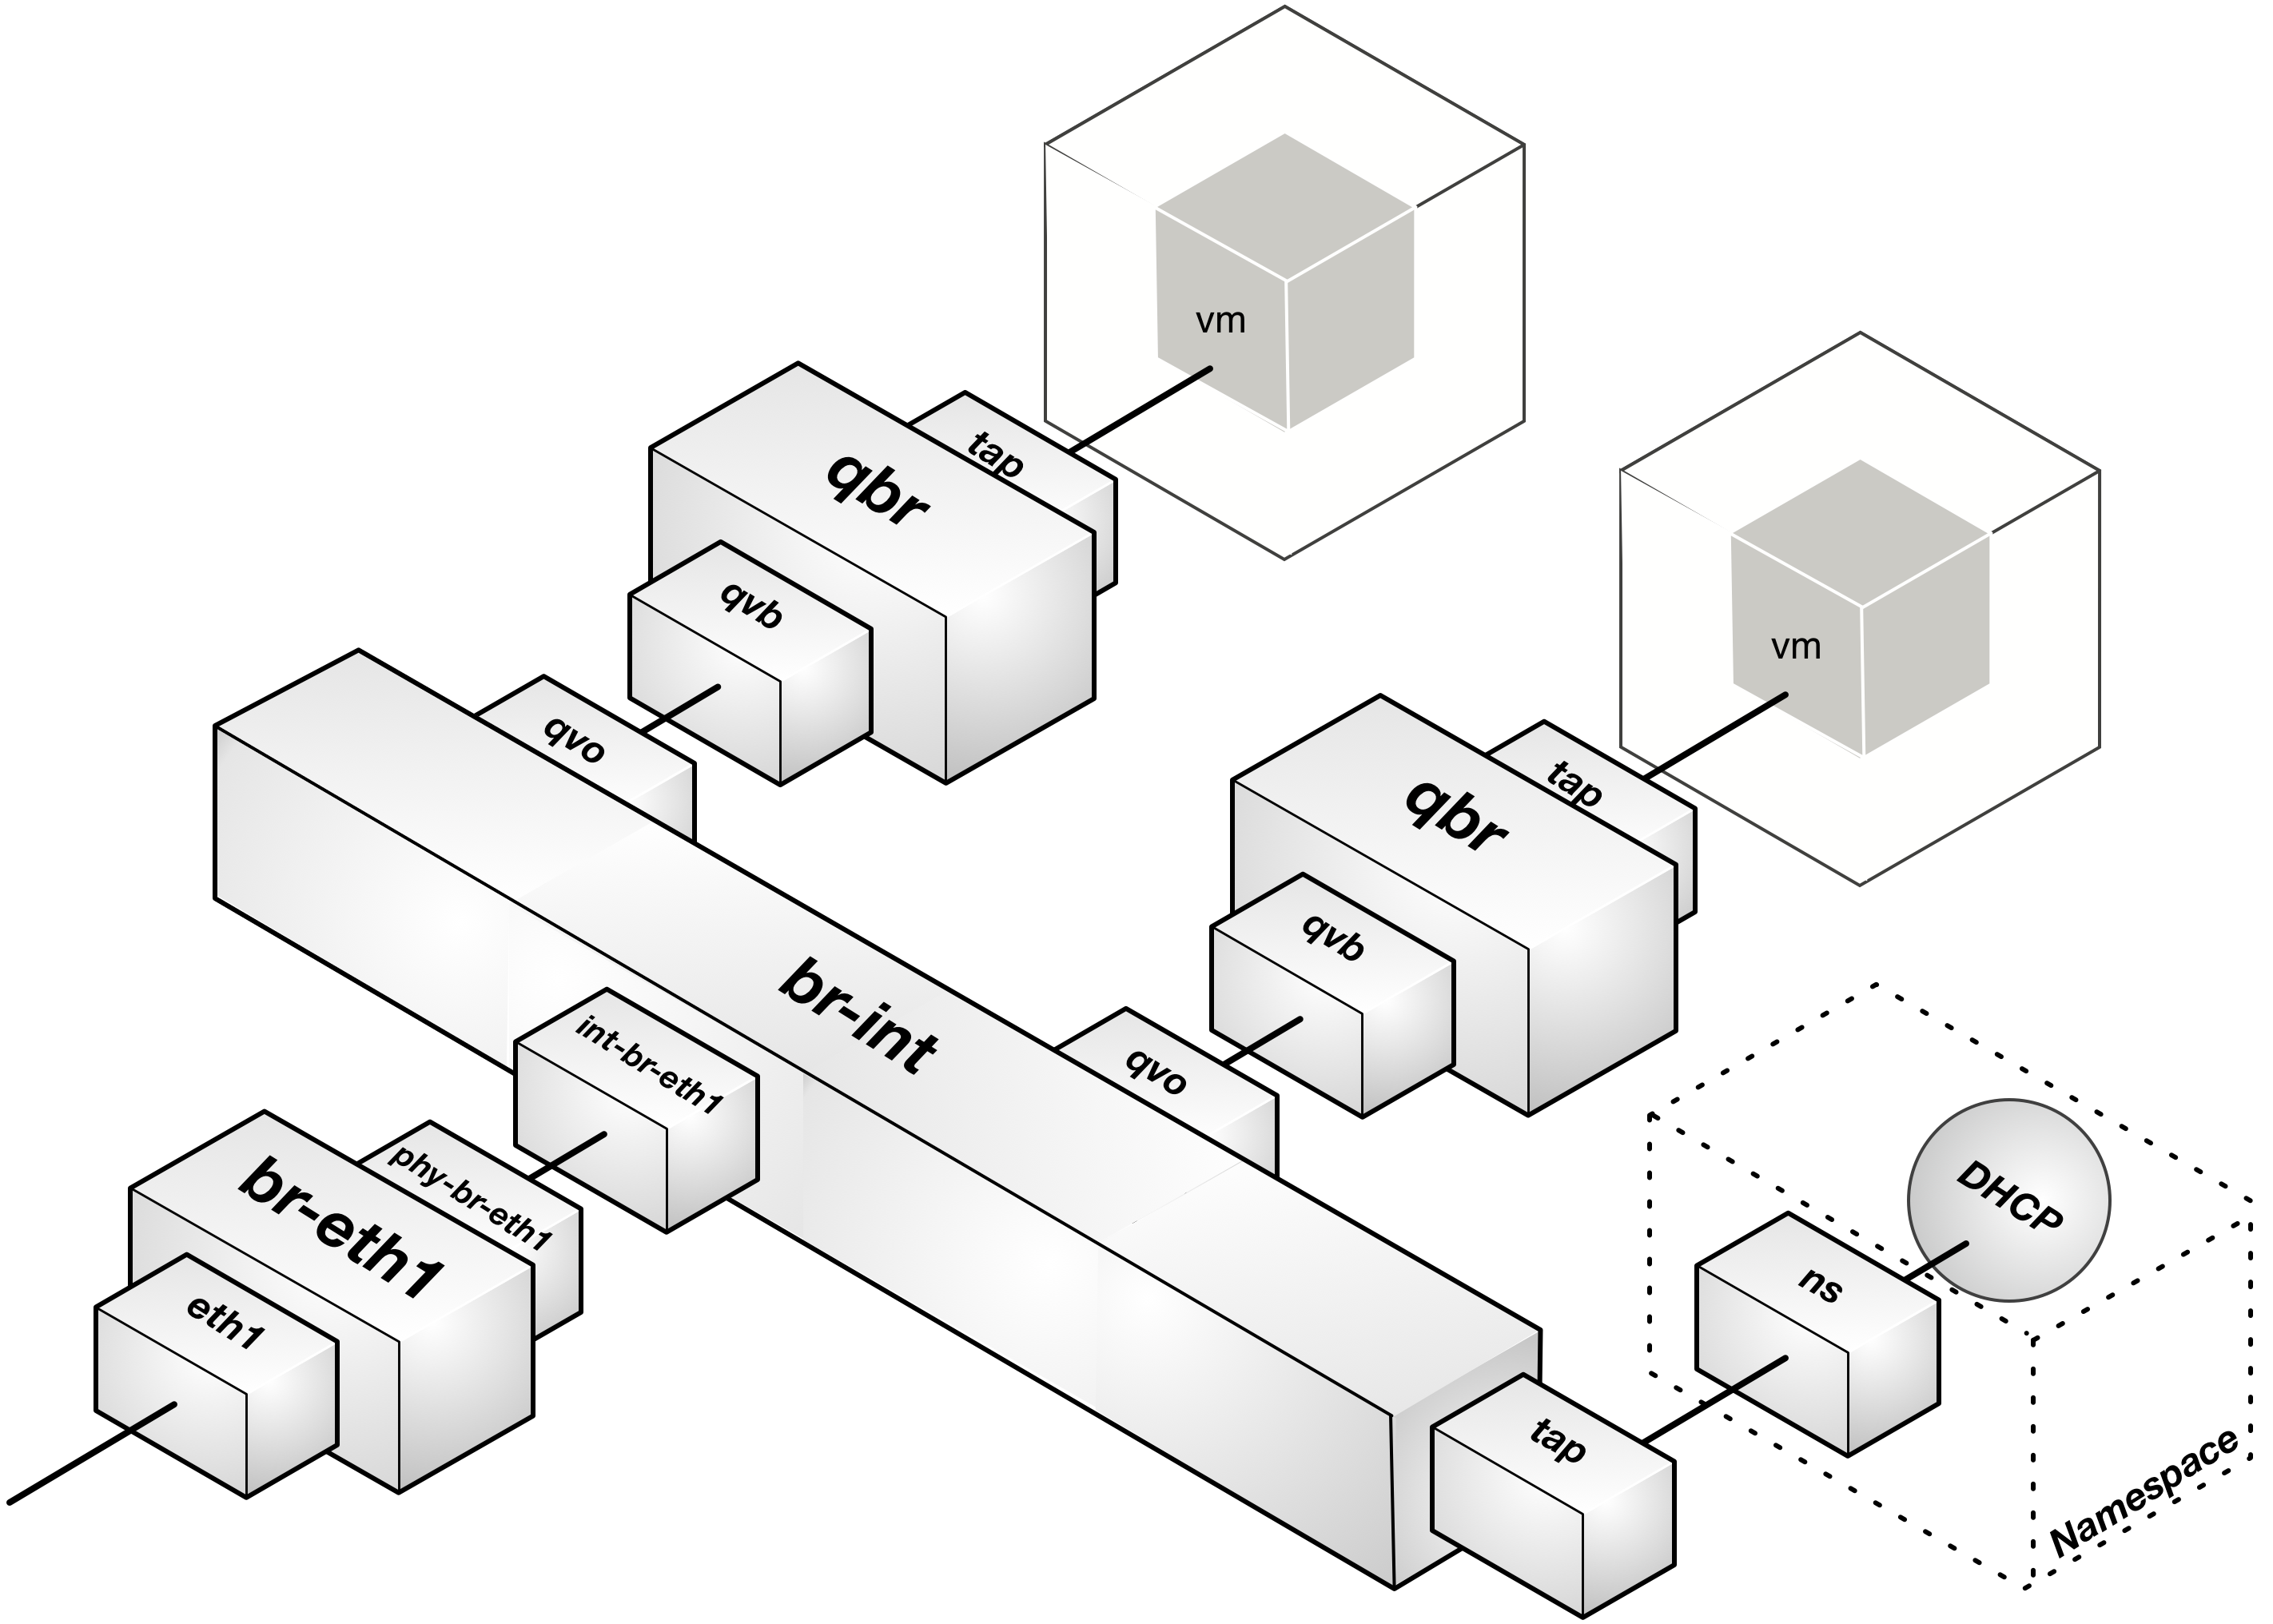 vm
tap
qbr
vm
qvb
qvo
tap
qbr
qvb
br-int
int-br-eth1
qvo
phy-br-eth1
br-eth1
DHCP
ns
eth1
tap
Namespace